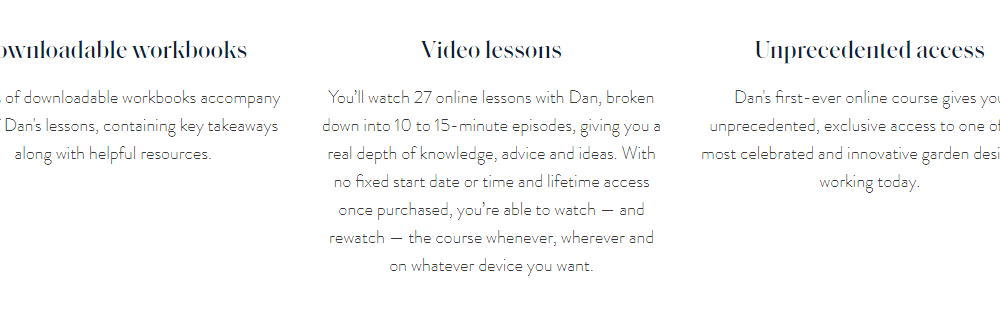 ownloadable workbooks
of downloadable workbooks accompany
Dan's lessons, containing key takeaways
along with helpful resources.
Video lessons
You'll watch 27 online lessons with Dan, broken
down into 10 to 15-minute episodes, giving you a
real depth of knowledge, advice and ideas. With
no fixed start date or time and lifetime access
once purchased, you're able to watch — and
rewatch — the course whenever, wherever and
on whatever device you want.
Unprecedented access
Dan's first-ever online course gives you
unprecedented, exclusive access to one of
most celebrated and innovative garden desi
working today.